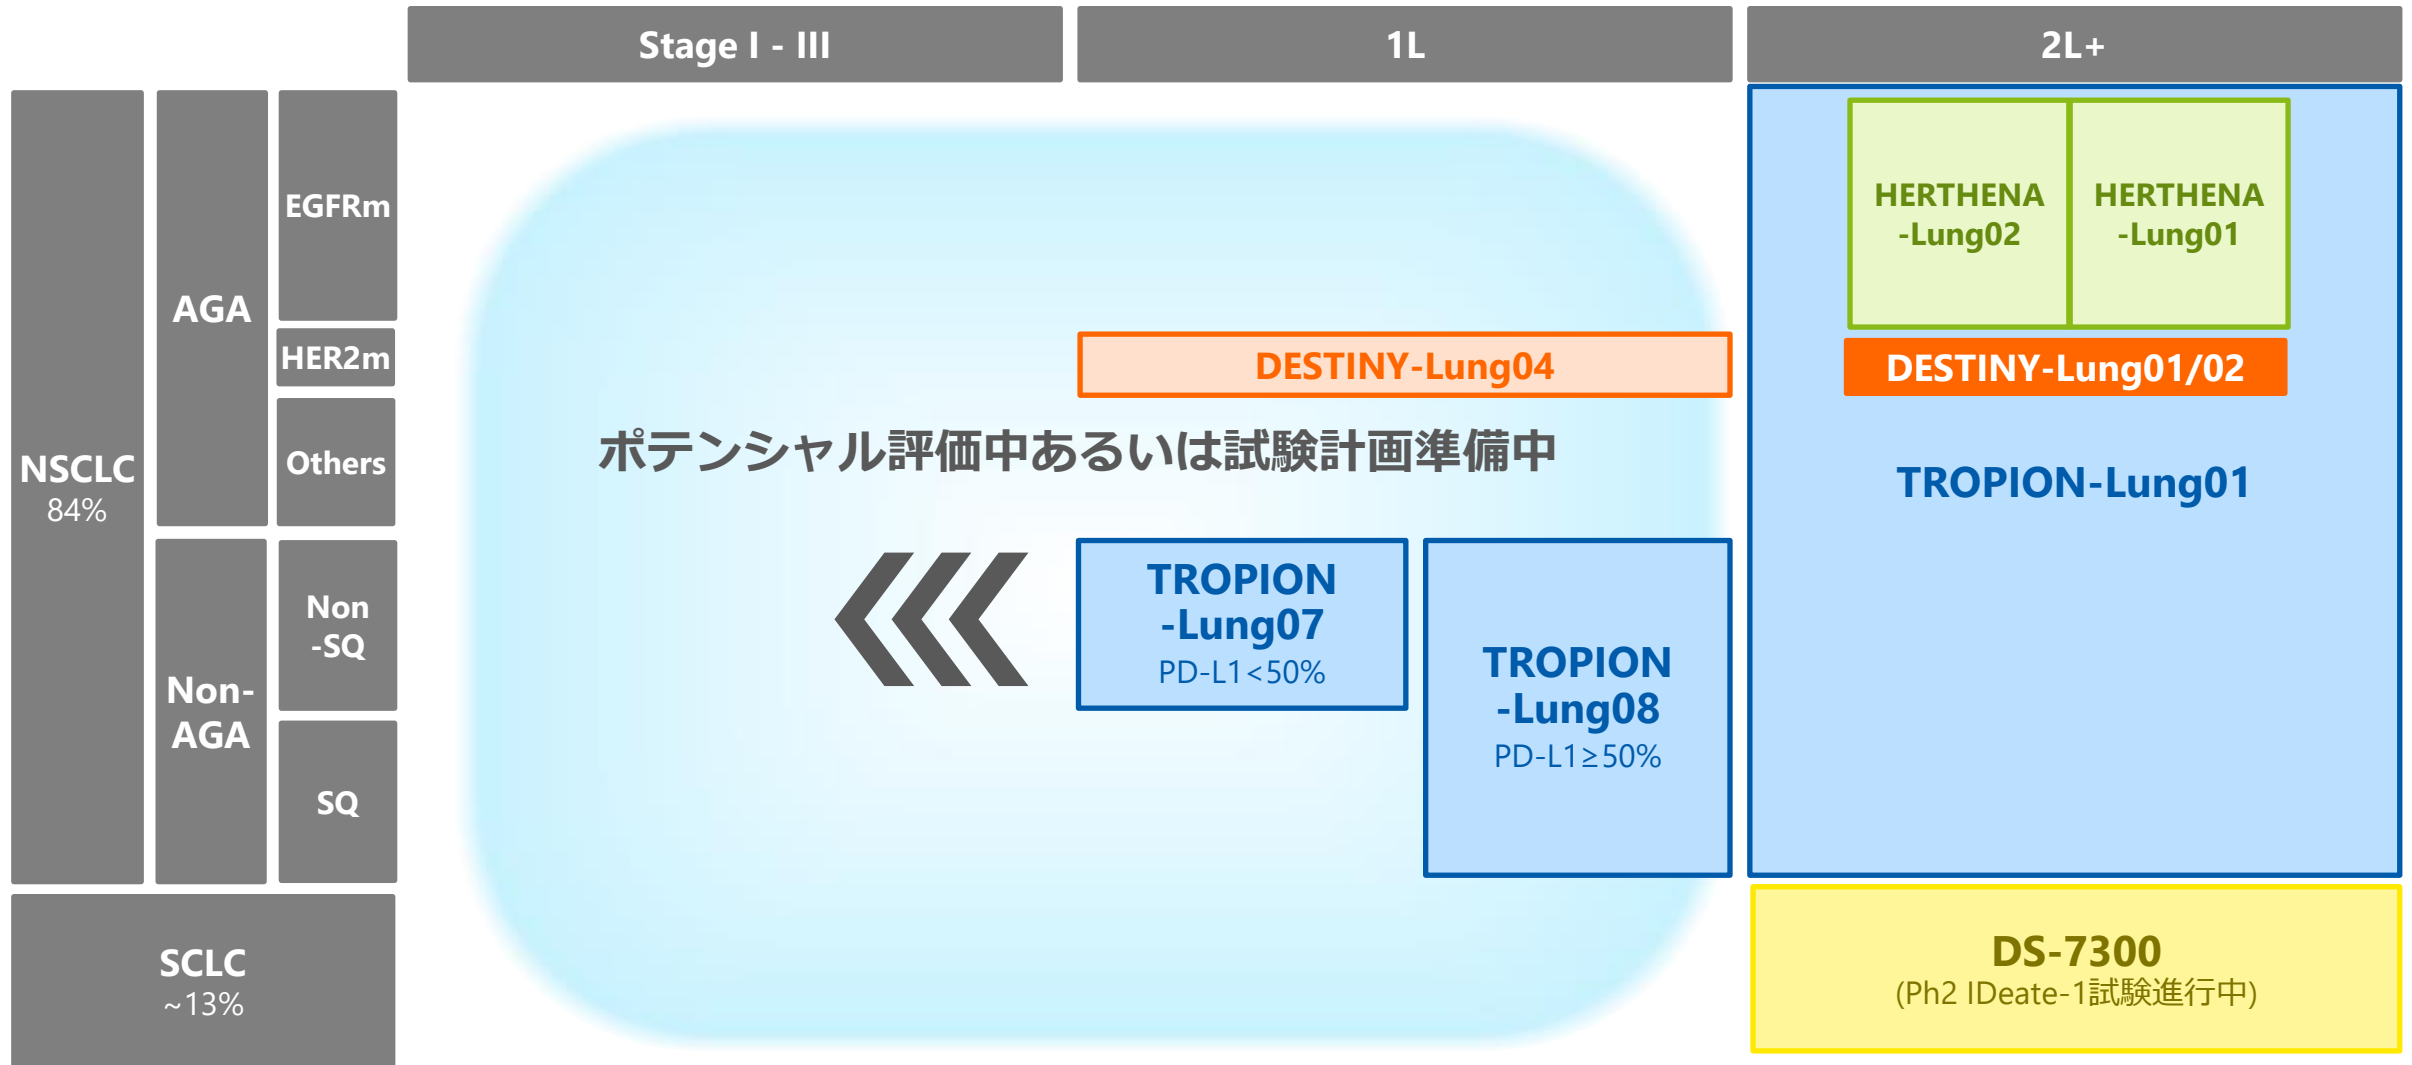 Stage I - III
1L
2L+
NSCLC
84%
AGA
EGFRm
HER2m
Others
Non-
AGA
Non
-SQ
SQ
SCLC
~13%
ポテンシャル評価中あるいは試験計画準備中
DESTINY-Lung04
TROPION
-Lung07
PD-L1<50%
TROPION
-Lung08
PD-L1≥50%
HERTHENA
-Lung02
HERTHENA
-Lung01
DESTINY-Lung01/02
TROPION-Lung01
DS-7300
(Ph2 IDeate-1試験進行中)